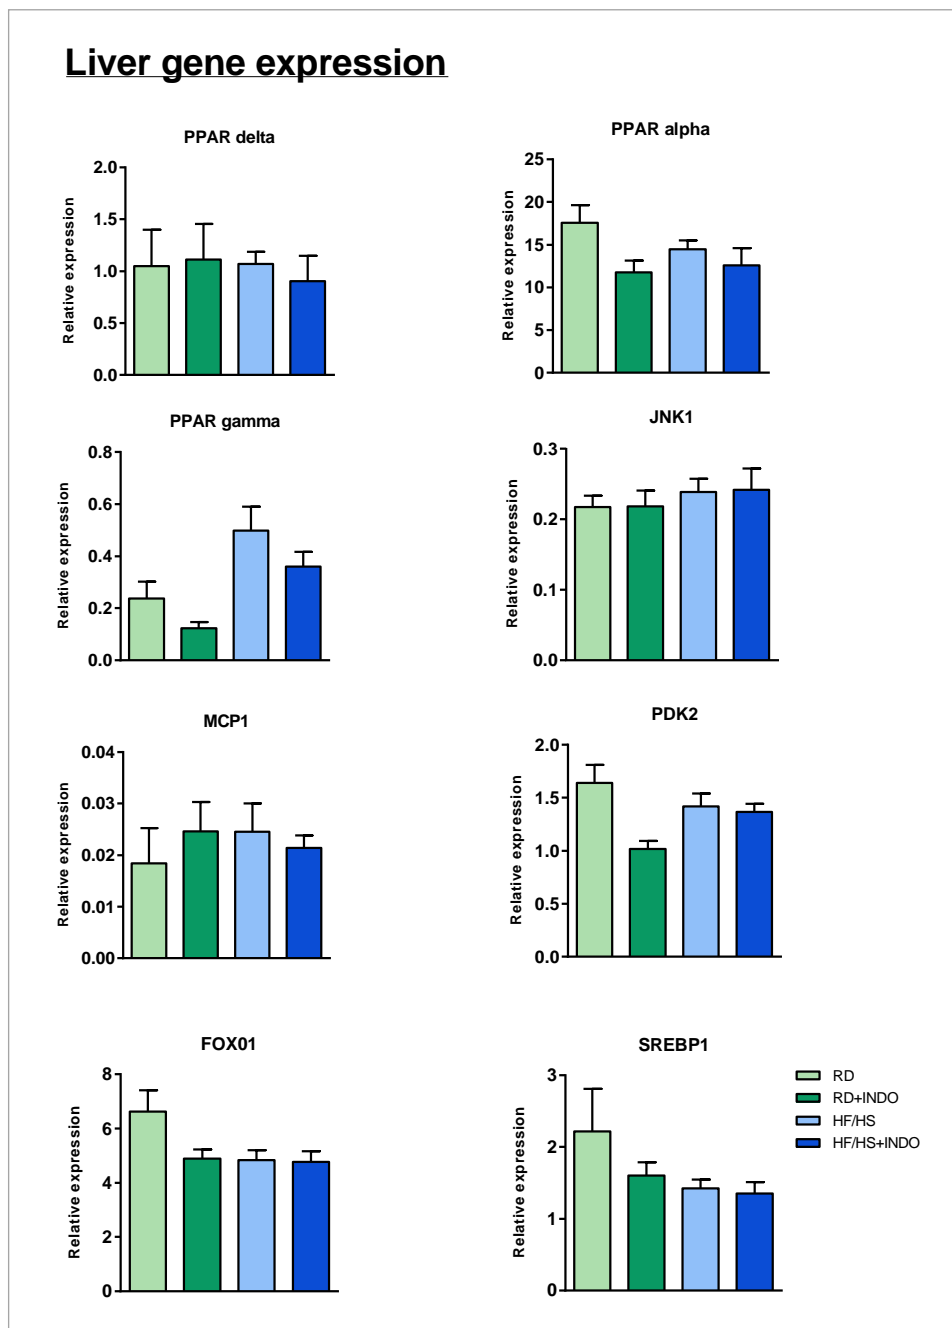 Liver gene expression
PPAR delta
Relative expression
2.0
1.5
1.0
0.5
0.0
PPAR alpha
Relative expression
25
20
15
10
5
0
PPAR gamma
Relative expression
0.8
0.6
0.4
0.2
0.0
JNK1
Relative expression
0.3
0.2
0.1
0.0
MCP1
Relative expression
0.04
0.03
0.02
0.01
0.00
PDK2
Relative expression
2.0
1.5
1.0
0.5
0.0
FOX01
Relative expression
8
6
4
2
0
SREBP1
Relative expression
3
2
1
0
RD
RD+INDO
HF/HS
HF/HS+INDO